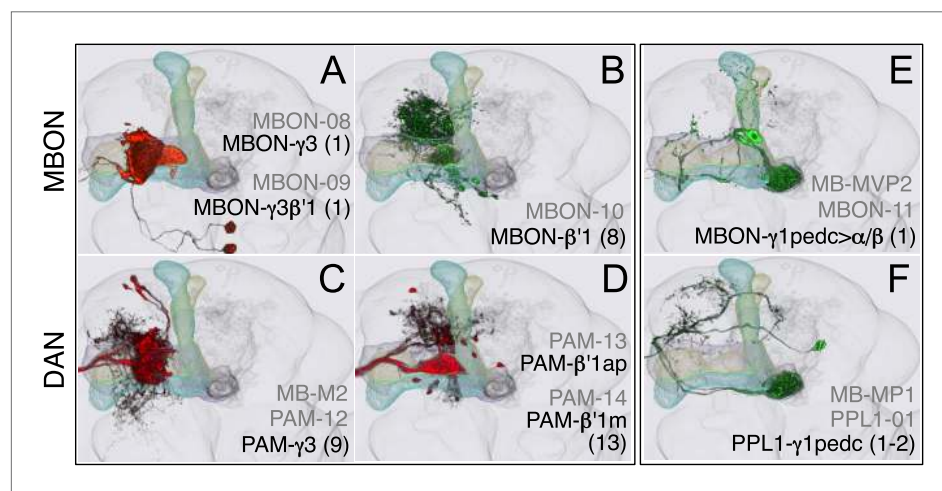 MBON
A
MBON-08
MBON-γ3 (1)
MBON-09
MBON-γ3β'1 (1)
B
MBON-10
MBON-β'1 (8)
E
MB-MVP2
MBON-11
MBON-γ1pedc>α/β (1)
DAN
C
MB-M2
PAM-12
PAM-γ3 (9)
D
PAM-13
PAM-β'1ap
PAM-14
PAM-β'1m
(13)
F
MB-MP1
PPL1-01
PPL1-γ1pedc (1-2)